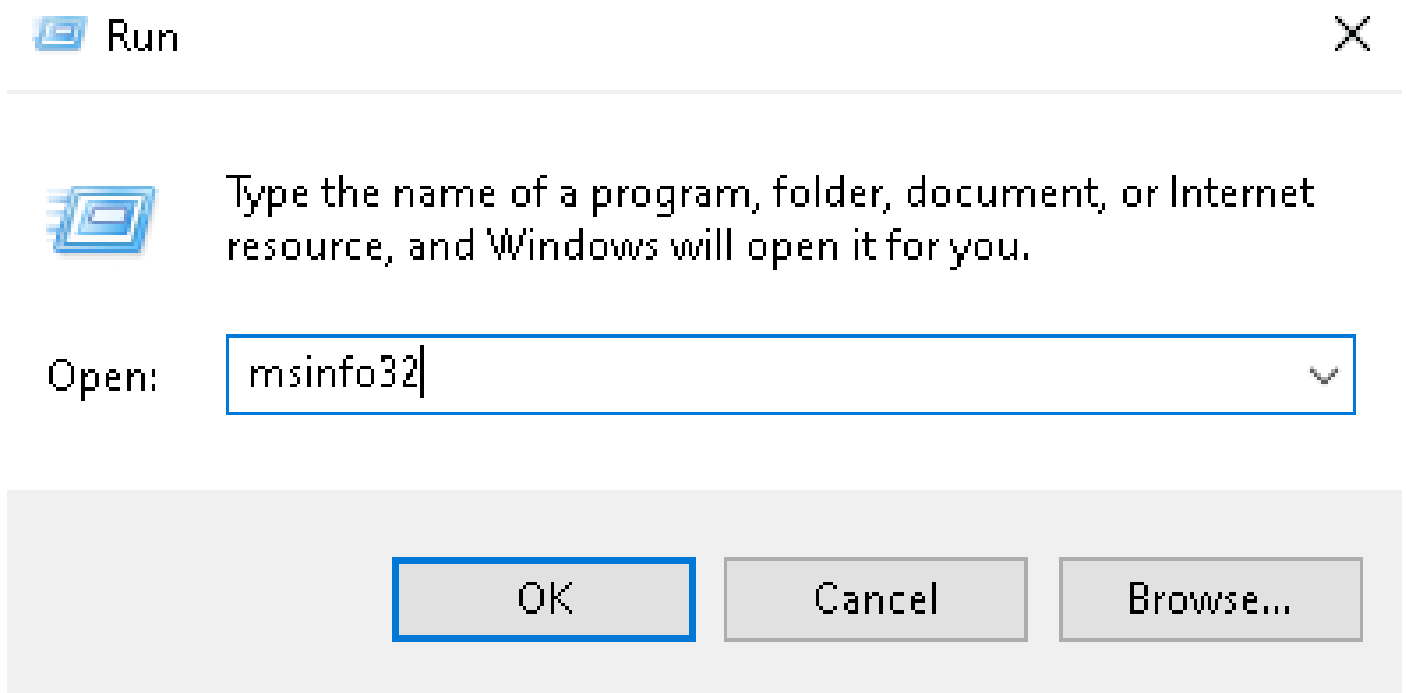 Run
Type the name of a program, folder, document, or Internet
resource, and Windows will open it for you.
Open: msinfo32
OK Cancel Browse...